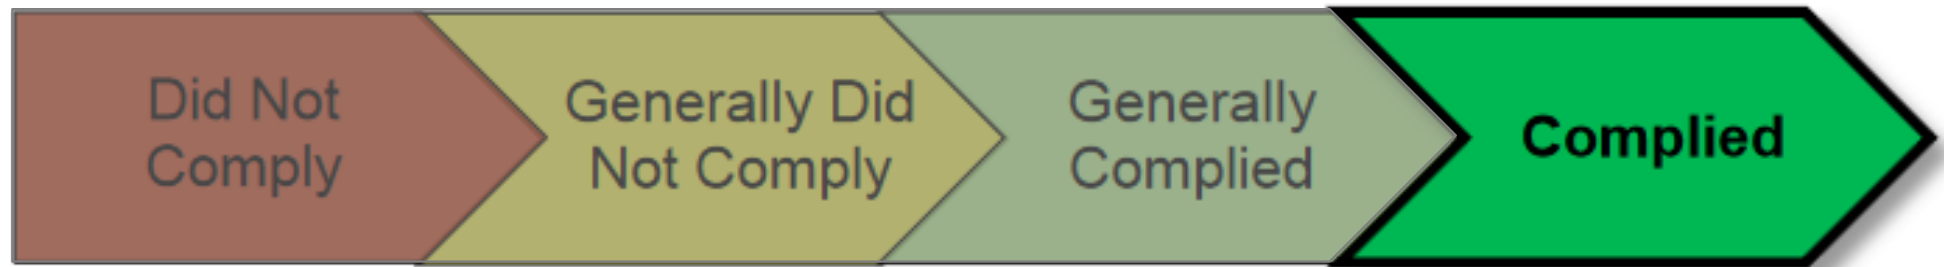 Did Not
Comply
Generally Did
Not Comply
Generally
Complied
Complied